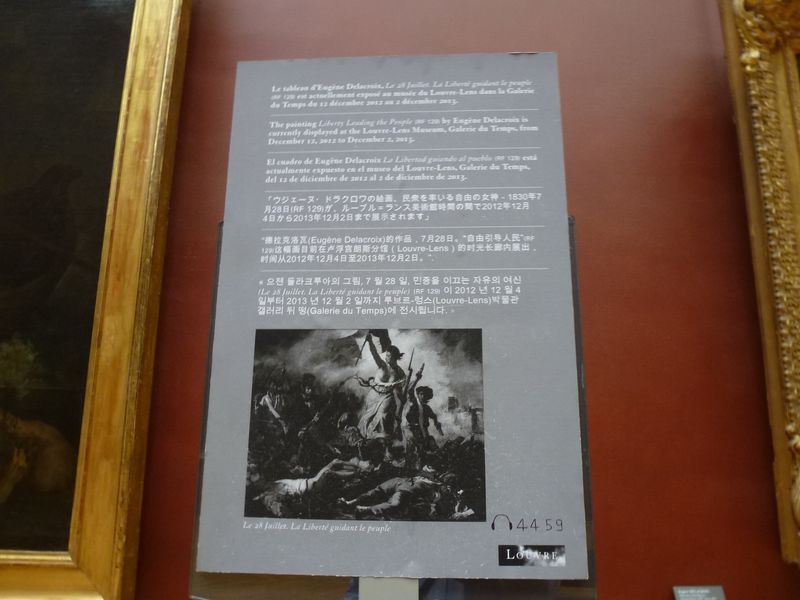 Le tableau d'Eugène Delacroix, Le 28 Juillet. La Liberté guidant le peuple
(RF 129) est actuellement exposé au musée du Louvre-Lens dans la Galerie
du Temps du 12 décembre 2012 au 2 décembre 2013.
The painting Liberty Leading the People (RF 129) by Eugène Delacroix is
currently displayed at the Louvre-Lens Museum, Galerie du Temps, from
December 12, 2012 to December 2, 2013.
El cuadro de Eugène Delacroix La Libertad guiando al pueblo (RF 129) está
actualmente expuesto en el museo del Louvre-Lens, Galerie du Temps,
del 12 de diciembre de 2012 al 2 de diciembre de 2013.
「ウジェーヌ・ドラクロワの絵画、民衆を率いる自由の女神－1830年7
月28日(RF 129)が、ルーブル＝ランス美術館時間の間で2012年12月
4日から2013年12月2日まで展示されます」
"德拉克洛瓦(Eugène Delacroix)的作品，7月28日。"自由引导人民"(RF
129)这幅画目前在卢浮宫朗斯分馆（Louvre-Lens）的时光长廊内展出，
时间从2012年12月4日至2013年12月2日。".
« 으젠 들라크루아의 그림, 7 월 28 일, 민중을 이끄는 자유의 여신
(Le 28 Juillet. La Liberté guidant le peuple) (RF 129) 이 2012 년 12 월 4
일부터 2013 년 12 월 2 일까지 루브르-렁스(Louvre-Lens)박물관
갤러리 뒤 떵(Galerie du Temps)에 전시됩니다. »
Le 28 Juillet. La Liberté guidant le peuple
4459
LOUVRE